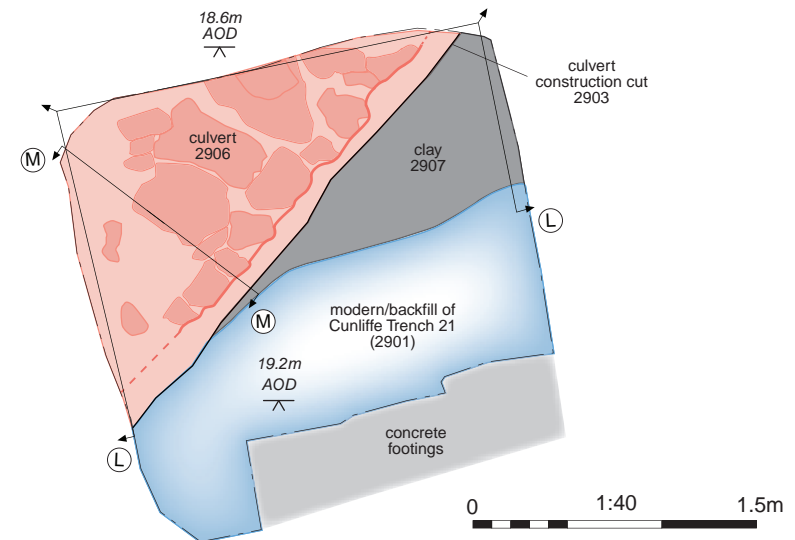 18.6m
AOD
culvert
construction cut
2903
culvert
2906
clay
2907
M
L
modern/backfill of
Cunliffe Trench 21
(2901)
M
19.2m
AOD
concrete
footings
L
0
1:40
1.5m